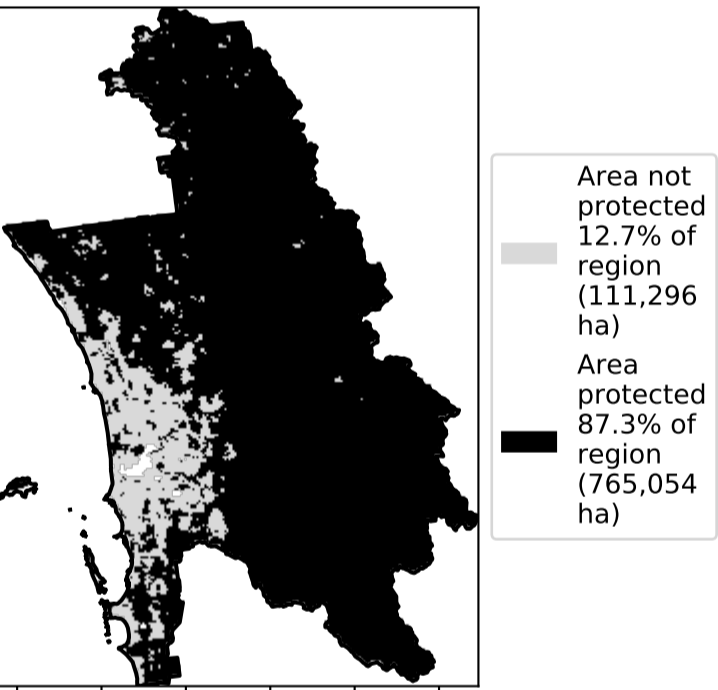 Area not
protected
12.7% of
region
(111,296
ha)
Area
protected
87.3% of
region
(765,054
ha)